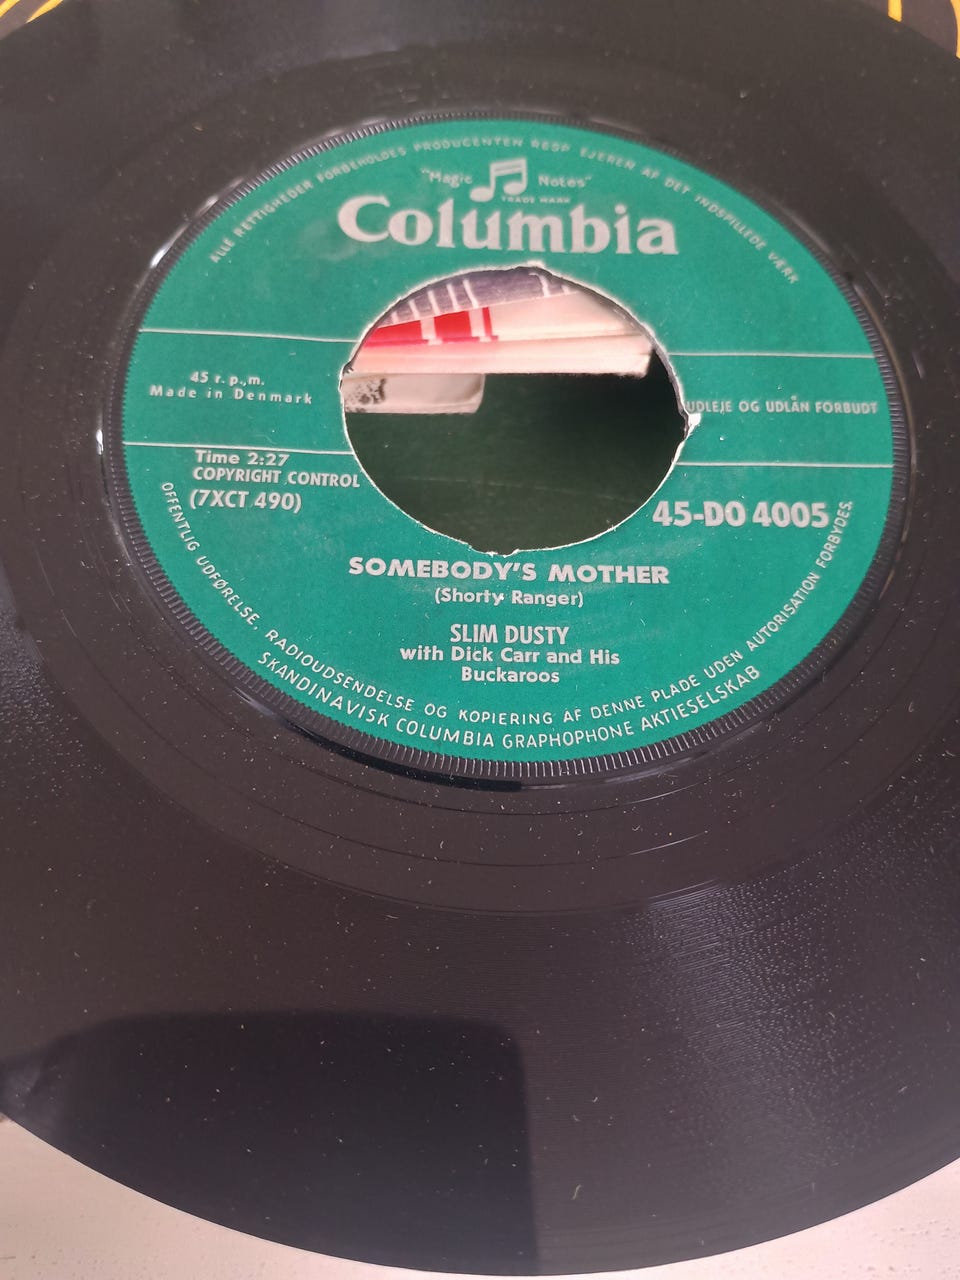 ALLE RETTIGHEDER FORBEHOLDES PRODUCENTEN RESP EJEREN AF DET INDSPILLEDE VÆRK
"Magic Notes"
TRADE MARK
Columbia
45 r.p.m.
Made in Denmark
UDLEJE OG UDLÅN FORBUDT
Time 2:27
COPYRIGHT CONTROL
(7XCT 490)
45-DO 4005
SOMEBODY'S MOTHER
(Shorty Ranger)
SLIM DUSTY
with Dick Carr and His
Buckaroos
OFFENTLIG UDFØRELSE, RADIOUDSENDELSE OG KOPIERING AF DENNE PLADE UDEN AUTORISATION FORBYDES.
SKANDINAVISK COLUMBIA GRAPHOPHONE AKTIESELSKAB